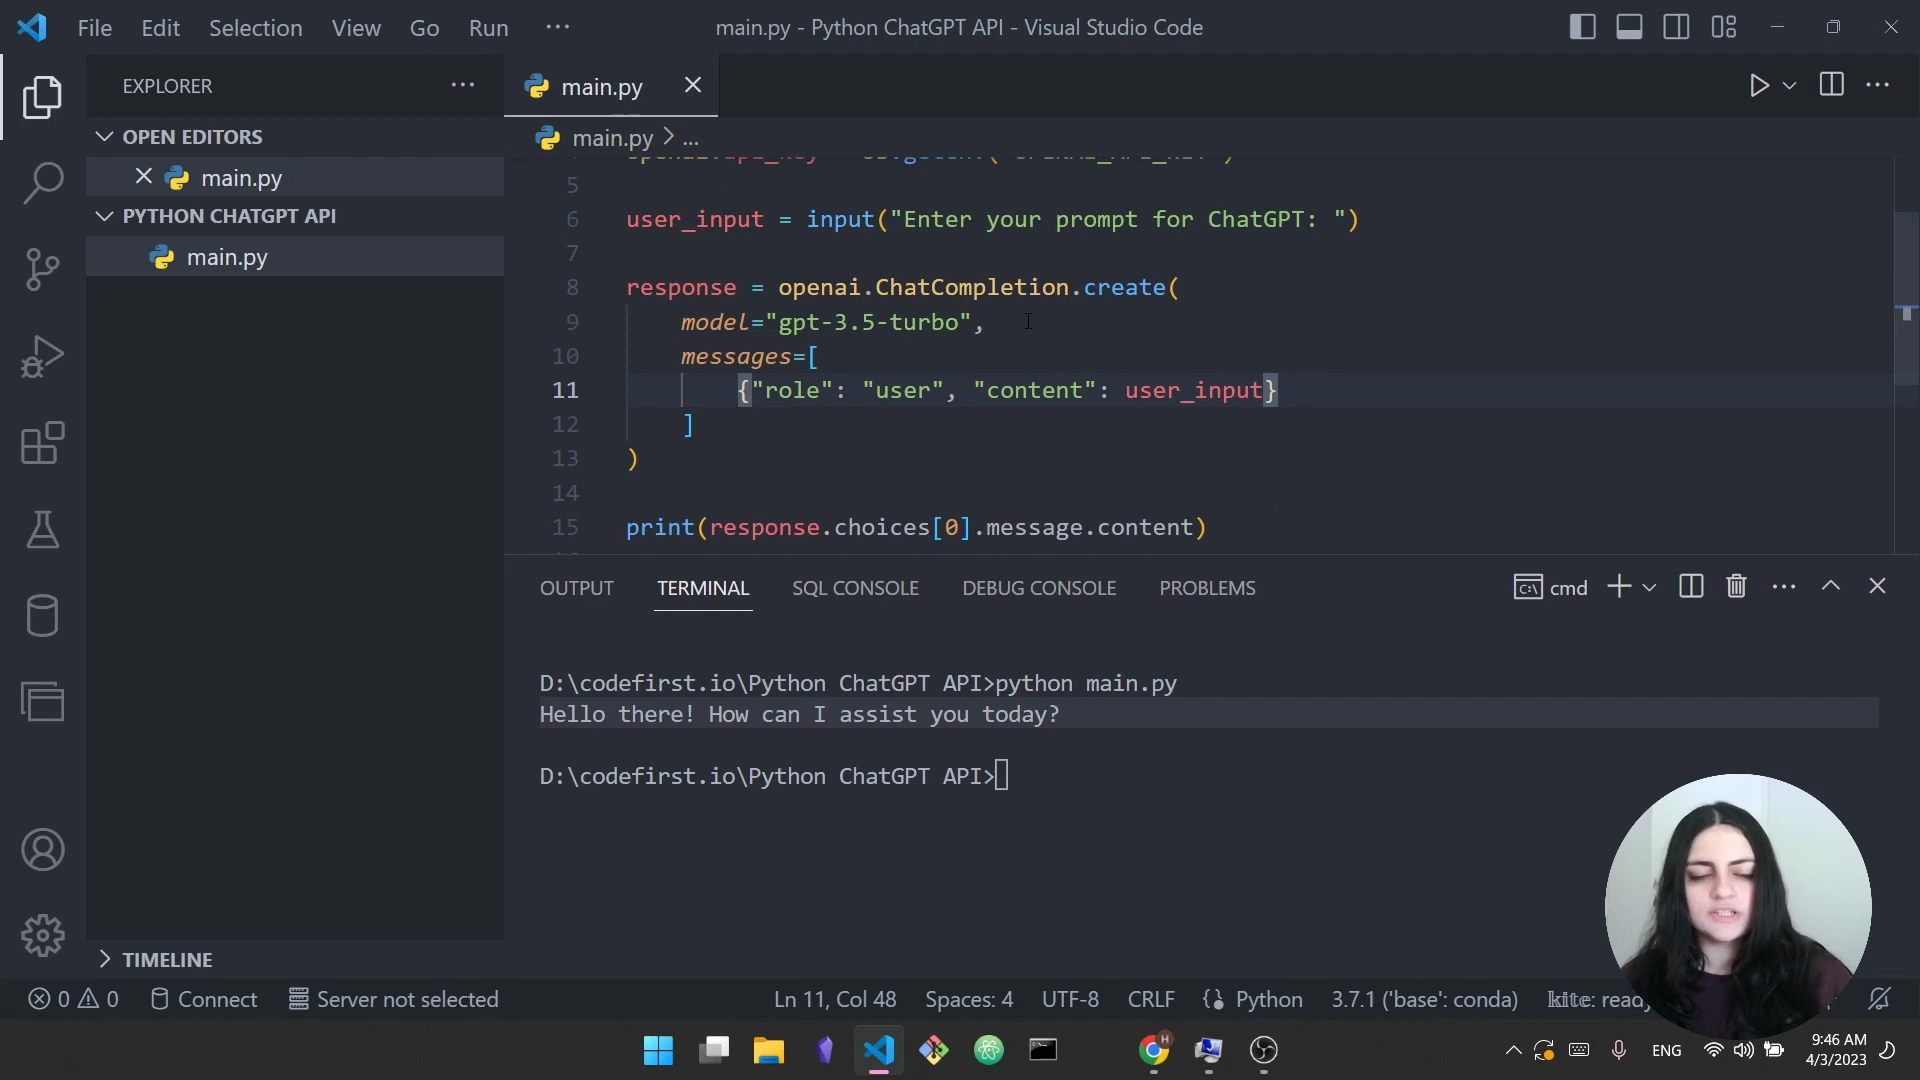 File Edit Selection View Go Run ···
main.py - Python ChatGPT API - Visual Studio Code
EXPLORER
OPEN EDITORS
main.py
PYTHON CHATGPT API
main.py
TIMELINE
main.py
main.py > ...
5
6 user_input = input("Enter your prompt for ChatGPT: ")
7
8 response = openai.ChatCompletion.create(
9 model="gpt-3.5-turbo",
10 messages=[
11 {"role": "user", "content": user_input}
12 ]
13 )
14
15 print(response.choices[0].message.content)
OUTPUT TERMINAL SQL CONSOLE DEBUG CONSOLE PROBLEMS
cmd
D:\codefirst.io\Python ChatGPT API>python main.py
Hello there! How can I assist you today?
D:\codefirst.io\Python ChatGPT API>
0 0 Connect Server not selected Ln 11, Col 48 Spaces: 4 UTF-8 CRLF Python 3.7.1 ('base': conda) kite:
ENG
9:46 AM
4/3/2023